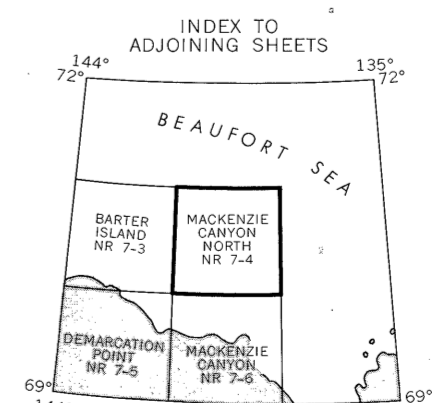 INDEX TO
ADJOINING SHEETS
144°
72°
135°
72°
BEAUFORT SEA
BARTER
ISLAND
NR 7-3
MACKENZIE
CANYON
NORTH
NR 7-4
DEMARCATION
POINT
NR 7-5
MACKENZIE
CANYON
NR 7-6
69°
69°